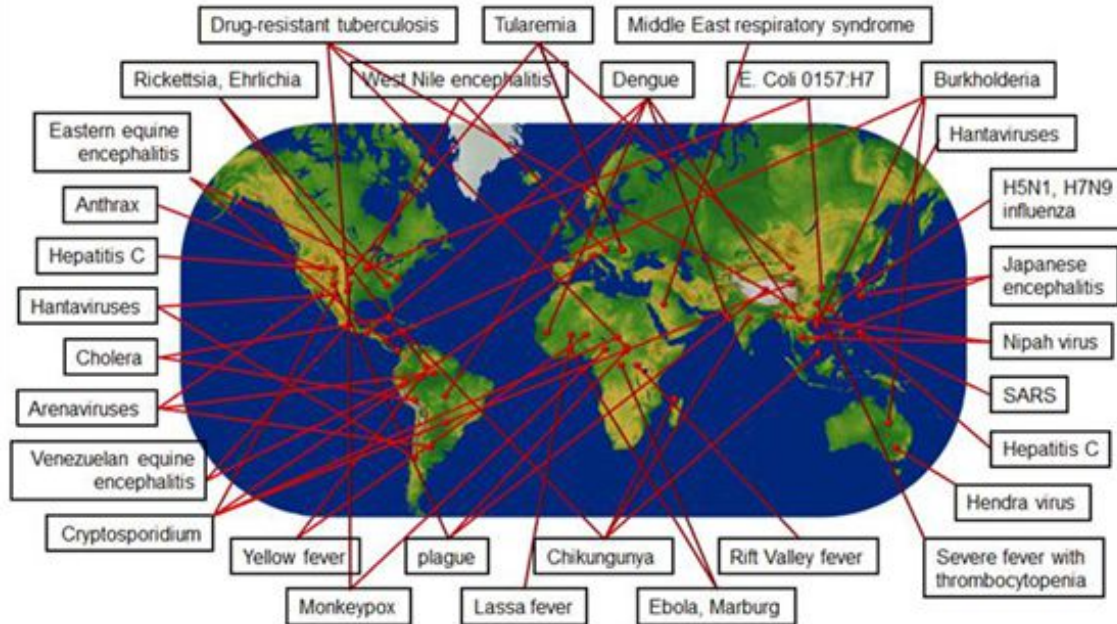 Drug-resistant tuberculosis
Tularemia
Middle East respiratory syndrome
Rickettsia, Ehrlichia
West Nile encephalitis
Dengue
E. Coli 0157:H7
Burkholderia
Eastern equine
encephalitis
Hantaviruses
Anthrax
H5N1, H7N9
influenza
Hepatitis C
Japanese
encephalitis
Hantaviruses
Cholera
Nipah virus
Arenaviruses
SARS
Venezuelan equine
encephalitis
Hepatitis C
Cryptosporidium
Hendra virus
Yellow fever
plague
Chikungunya
Rift Valley fever
Severe fever with
thrombocytopenia
Monkeypox
Lassa fever
Ebola, Marburg